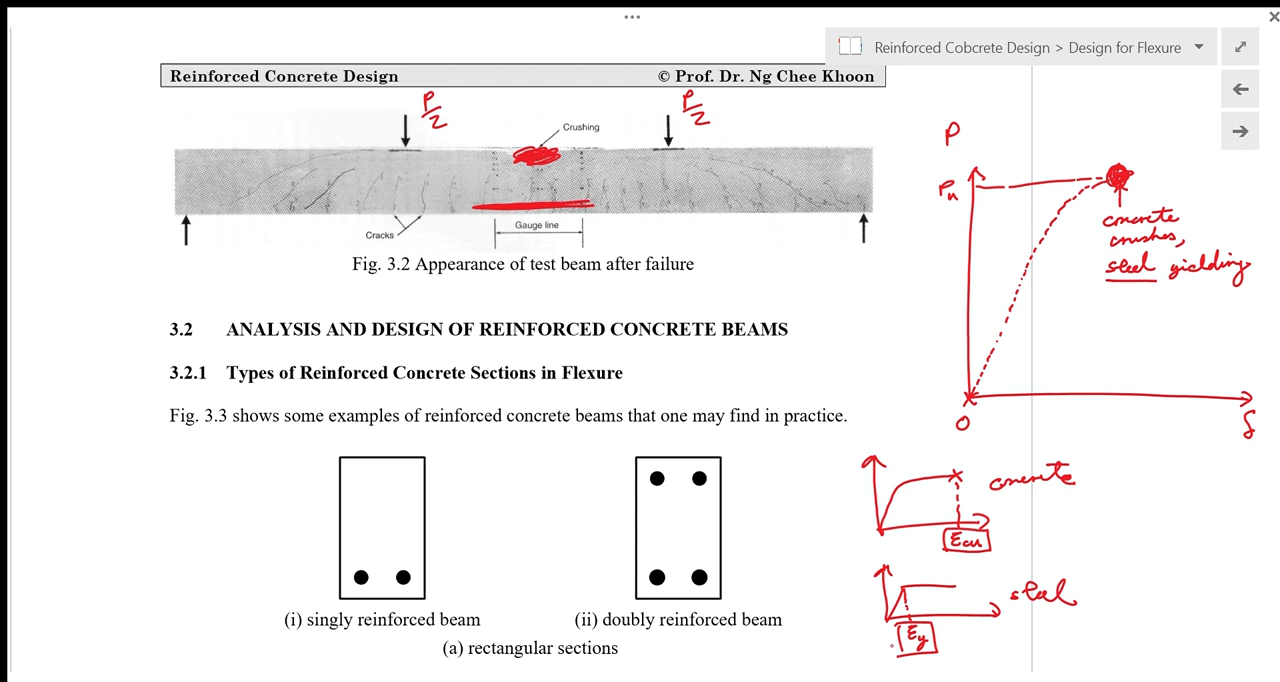 Reinforced Cobcrete Design > Design for Flexure
Reinforced Concrete Design © Prof. Dr. Ng Chee Khoon
P/2
P/2
Crushing
Cracks
Gauge line
Fig. 3.2 Appearance of test beam after failure
P
Pu
concrete
crushes,
steel yielding
O
δ
3.2 ANALYSIS AND DESIGN OF REINFORCED CONCRETE BEAMS
3.2.1 Types of Reinforced Concrete Sections in Flexure
Fig. 3.3 shows some examples of reinforced concrete beams that one may find in practice.
concrete
εcu
steel
εy
(i) singly reinforced beam
(ii) doubly reinforced beam
(a) rectangular sections